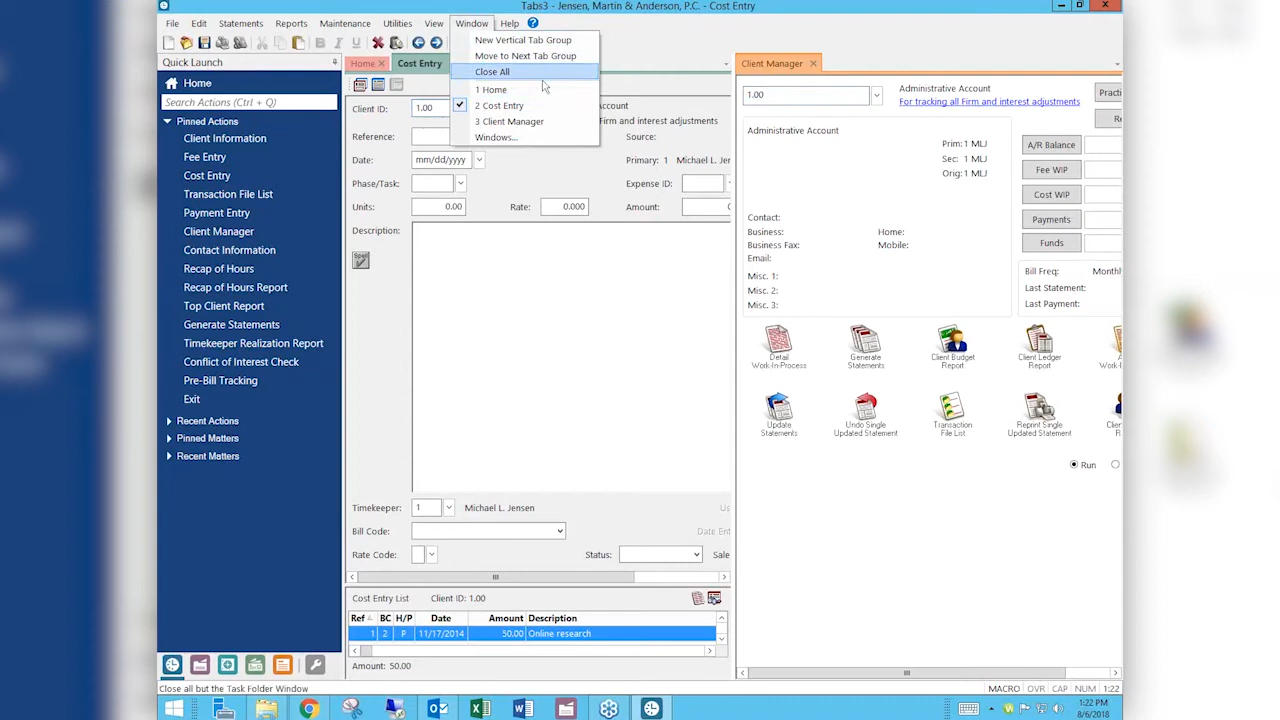 Tabs3 - Jensen, Martin & Anderson, P.C. - Cost Entry
File Edit Statements Reports Maintenance Utilities View Window Help
New Vertical Tab Group
Move to Next Tab Group
Close All
1 Home
2 Cost Entry
3 Client Manager
Windows...
Quick Launch
Home
Search Actions (Ctrl+F)
Pinned Actions
Client Information
Fee Entry
Cost Entry
Transaction File List
Payment Entry
Client Manager
Contact Information
Recap of Hours
Recap of Hours Report
Top Client Report
Generate Statements
Timekeeper Realization Report
Conflict of Interest Check
Pre-Bill Tracking
Exit
Recent Actions
Pinned Matters
Recent Matters
Close all but the Task Folder Window
Home
Cost Entry
Client ID: 1.00
Account
Firm and interest adjustments
Reference:
Source:
Date: mm/dd/yyyy
Primary: 1 Michael L. Jensen
Phase/Task:
Expense ID:
Units: 0.00 Rate: 0.000 Amount:
Description:
Spell
Timekeeper: 1 Michael L. Jensen
Bill Code:
Date Ent
Rate Code:
Status:
Sale
Cost Entry List Client ID: 1.00
Ref BC H/P Date Amount Description
1 2 P 11/17/2014 50.00 Online research
Amount: 50.00
Client Manager
1.00
Administrative Account
For tracking all Firm and interest adjustments
Practi
Re
Administrative Account
Prim: 1 MLJ
Sec: 1 MLJ
Orig: 1 MLJ
A/R Balance
Fee WIP
Cost WIP
Payments
Funds
Contact:
Business: Home:
Business Fax: Mobile:
Email:
Misc. 1:
Misc. 2:
Misc. 3:
Bill Freq: Monthl
Last Statement:
Last Payment:
Detail Work-In-Process
Generate Statements
Client Budget Report
Client Ledger Report
Work-I
Update Statements
Undo Single Updated Statement
Transaction File List
Reprint Single Updated Statement
Run
MACRO OVR CAP NUM 1:22
1:22 PM
8/6/2018